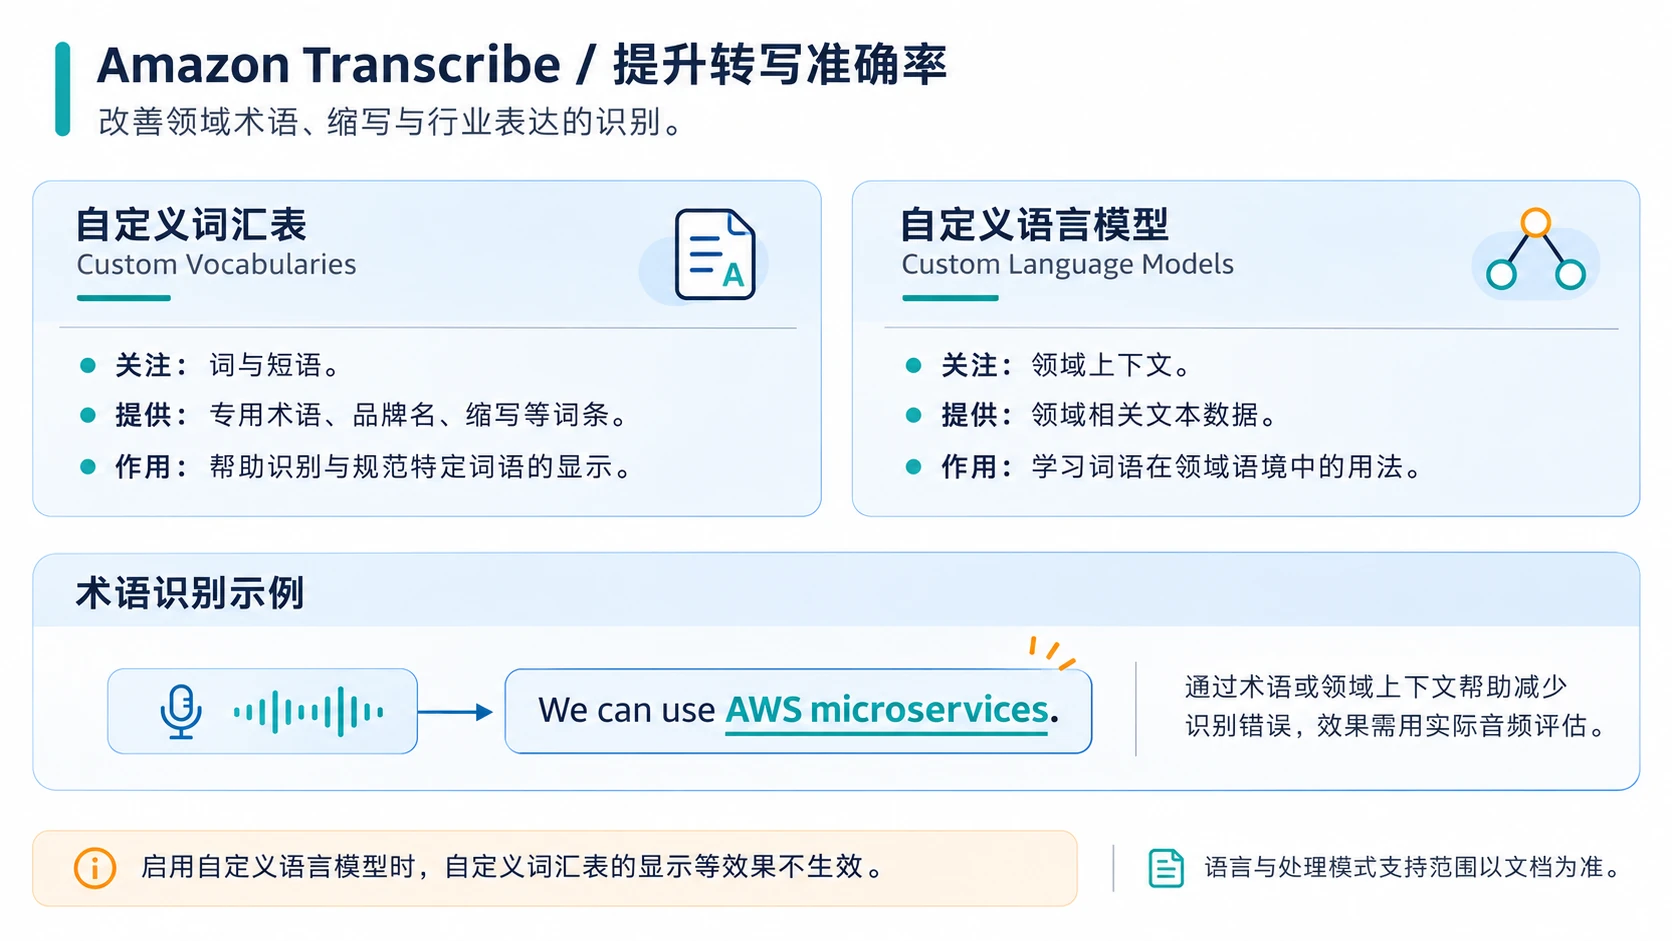 Amazon Transcribe / 提升转写准确率
改善领域术语、缩写与行业表达的识别。
自定义词汇表
Custom Vocabularies
关注： 词与短语。
提供： 专用术语、品牌名、缩写等词条。
作用： 帮助识别与规范特定词语的显示。
自定义语言模型
Custom Language Models
关注： 领域上下文。
提供： 领域相关文本数据。
作用： 学习词语在领域语境中的用法。
术语识别示例
We can use AWS microservices.
通过术语或领域上下文帮助减少
识别错误，效果需用实际音频评估。
启用自定义语言模型时，自定义词汇表的显示等效果不生效。
语言与处理模式支持范围以文档为准。